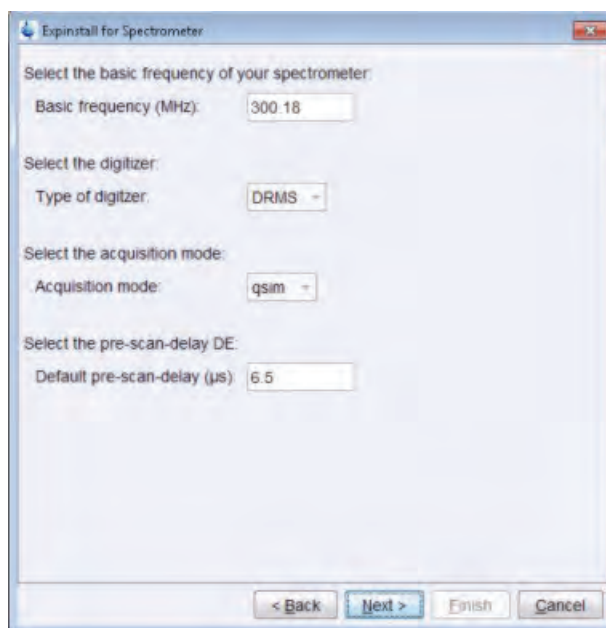 Expinstall for Spectrometer
Select the basic frequency of your spectrometer:
Basic frequency (MHz): 300.18
Select the digitizer:
Type of digitzer: DRMS
Select the acquisition mode:
Acquisition mode: qsim
Select the pre-scan-delay DE:
Default pre-scan-delay (µs): 6.5
< Back Next > Finish Cancel